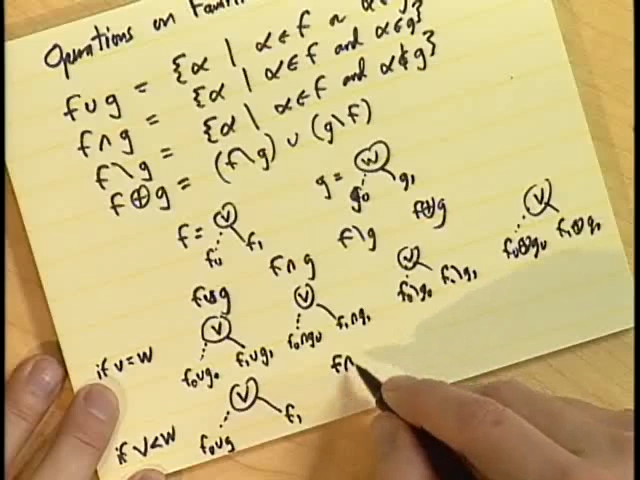 Operations on Famil
f∪g = {α | α∈f or α∈g}
f∩g = {α | α∈f and α∈g}
f\g = {α | α∈f and α∉g}
f⊕g = (f\g) ∪ (g\f)
f = V f₀ f₁ g = W g₀ g₁
f∪g f∩g f\g f⊕g
if v=w V f₀∪g₀ f₁∪g₁ V f₀∩g₀ f₁∩g₁ V f₀\g₀ f₁\g₁ V f₀⊕g₀ f₁⊕g₁
if V<W V f₀∪g f₁ f∩